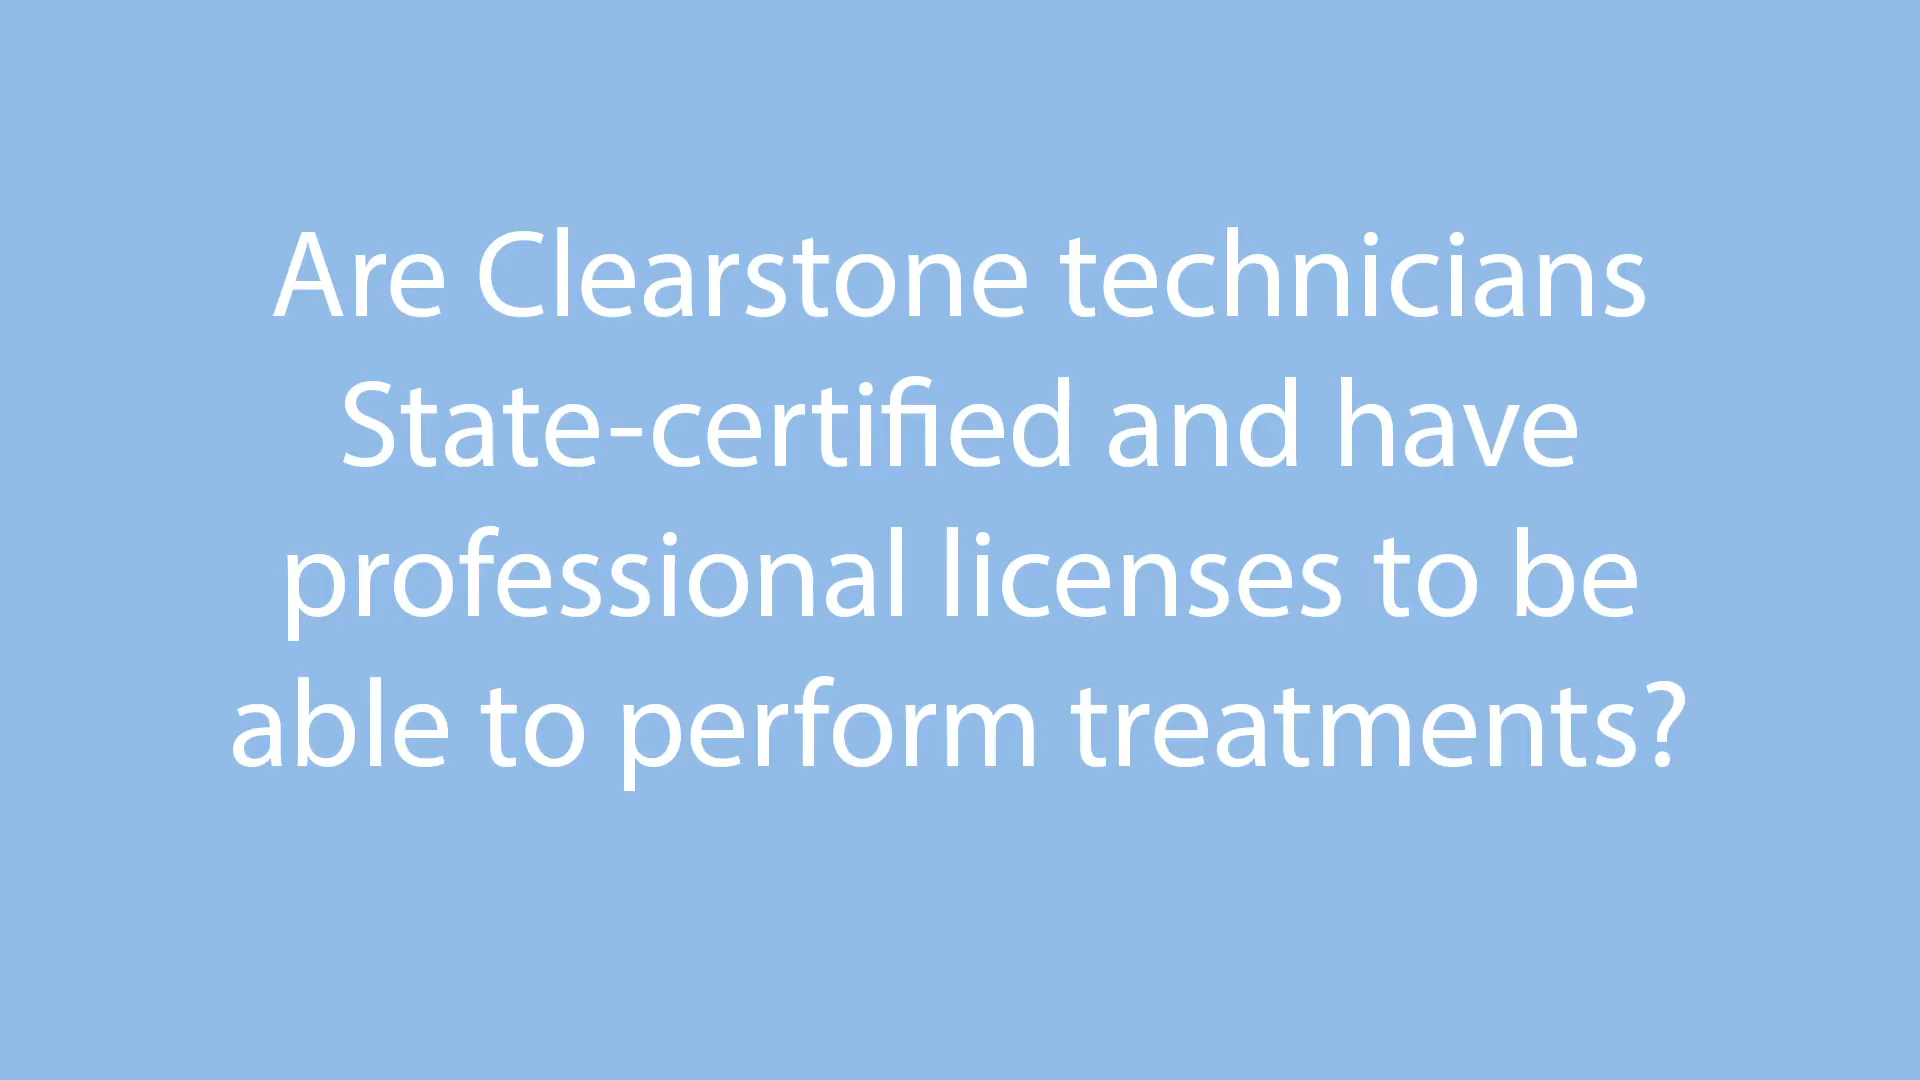 Are Clearstone technicians
State-certified and have
professional licenses to be
able to perform treatments?